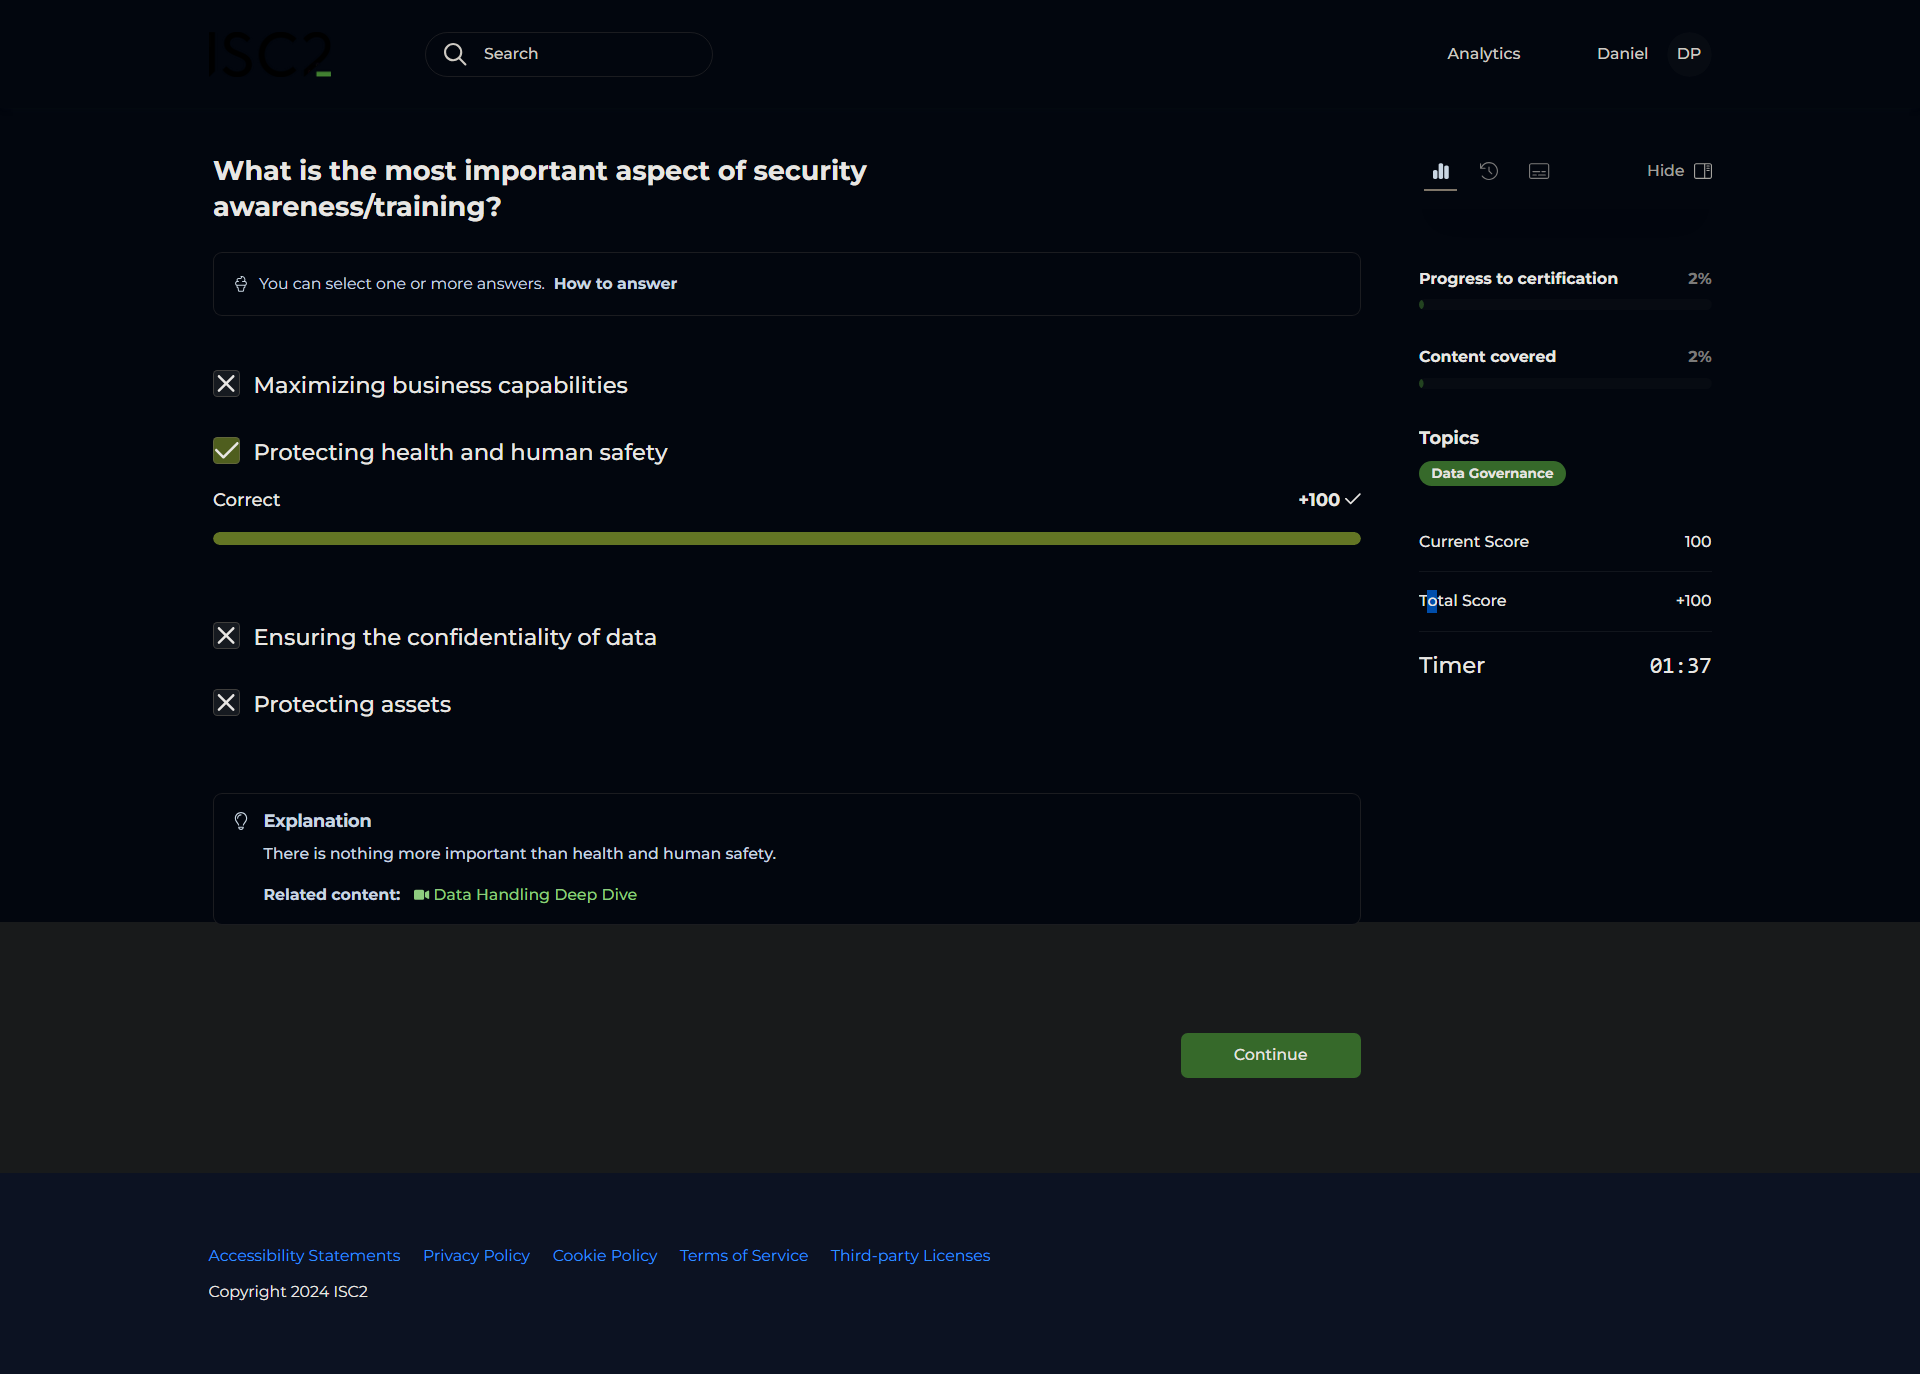 ISC2
Search
Analytics
Daniel
DP
What is the most important aspect of security
awareness/training?
You can select one or more answers. How to answer
Maximizing business capabilities
Protecting health and human safety
Correct
+100
Ensuring the confidentiality of data
Protecting assets
Explanation
There is nothing more important than health and human safety.
Related content: Data Handling Deep Dive
Continue
Hide
Progress to certification 2%
Content covered 2%
Topics
Data Governance
Current Score 100
Total Score +100
Timer 01:37
Accessibility Statements Privacy Policy Cookie Policy Terms of Service Third-party Licenses
Copyright 2024 ISC2